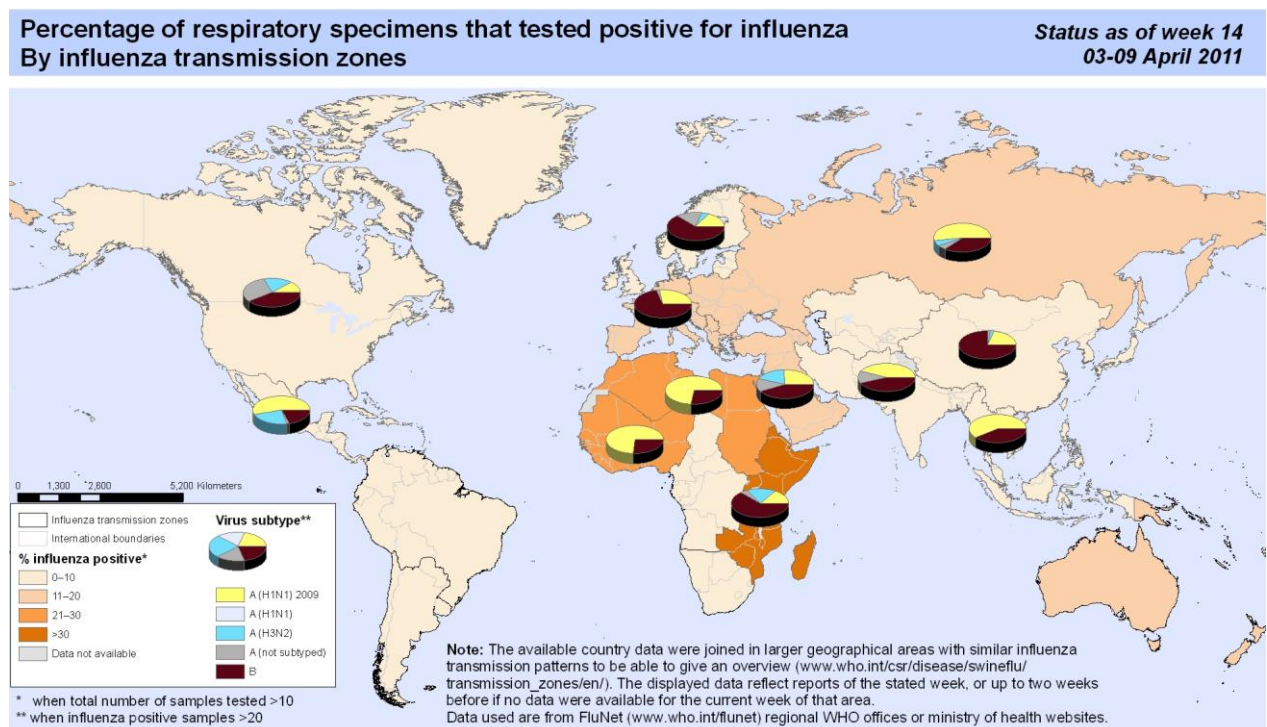 Percentage of respiratory specimens that tested positive for influenza
By influenza transmission zones
Status as of week 14
03-09 April 2011
0 1,300 2,600 5,200 Kilometers
Influenza transmission zones
International boundaries
% influenza positive*
0–10
11–20
21–30
>30
Data not available
Virus subtype**
A (H1N1) 2009
A (H1N1)
A (H3N2)
A (not subtyped)
B
* when total number of samples tested >10
** when influenza positive samples >20
Note: The available country data were joined in larger geographical areas with similar influenza
transmission patterns to be able to give an overview (www.who.int/csr/disease/swineflu/
transmission_zones/en/). The displayed data reflect reports of the stated week, or up to two weeks
before if no data were available for the current week of that area.
Data used are from FluNet (www.who.int/flunet) regional WHO offices or ministry of health websites.